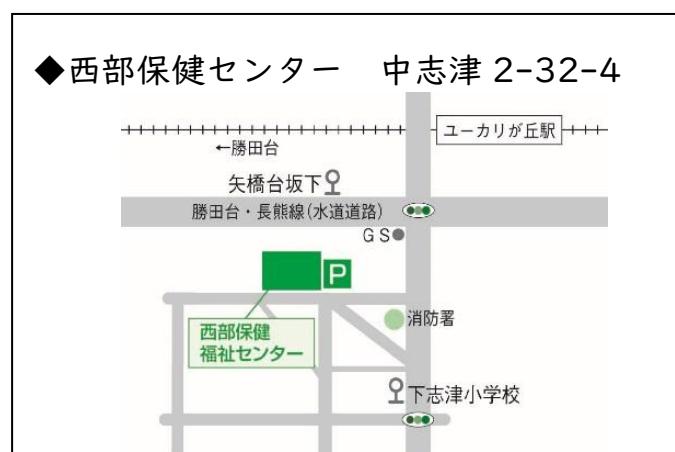 ◆西部保健センター　中志津 2-32-4
ユーカリが丘駅
←勝田台
矢橋台坂下
勝田台・長熊線(水道道路)
GS
P
消防署
西部保健
福祉センター
下志津小学校